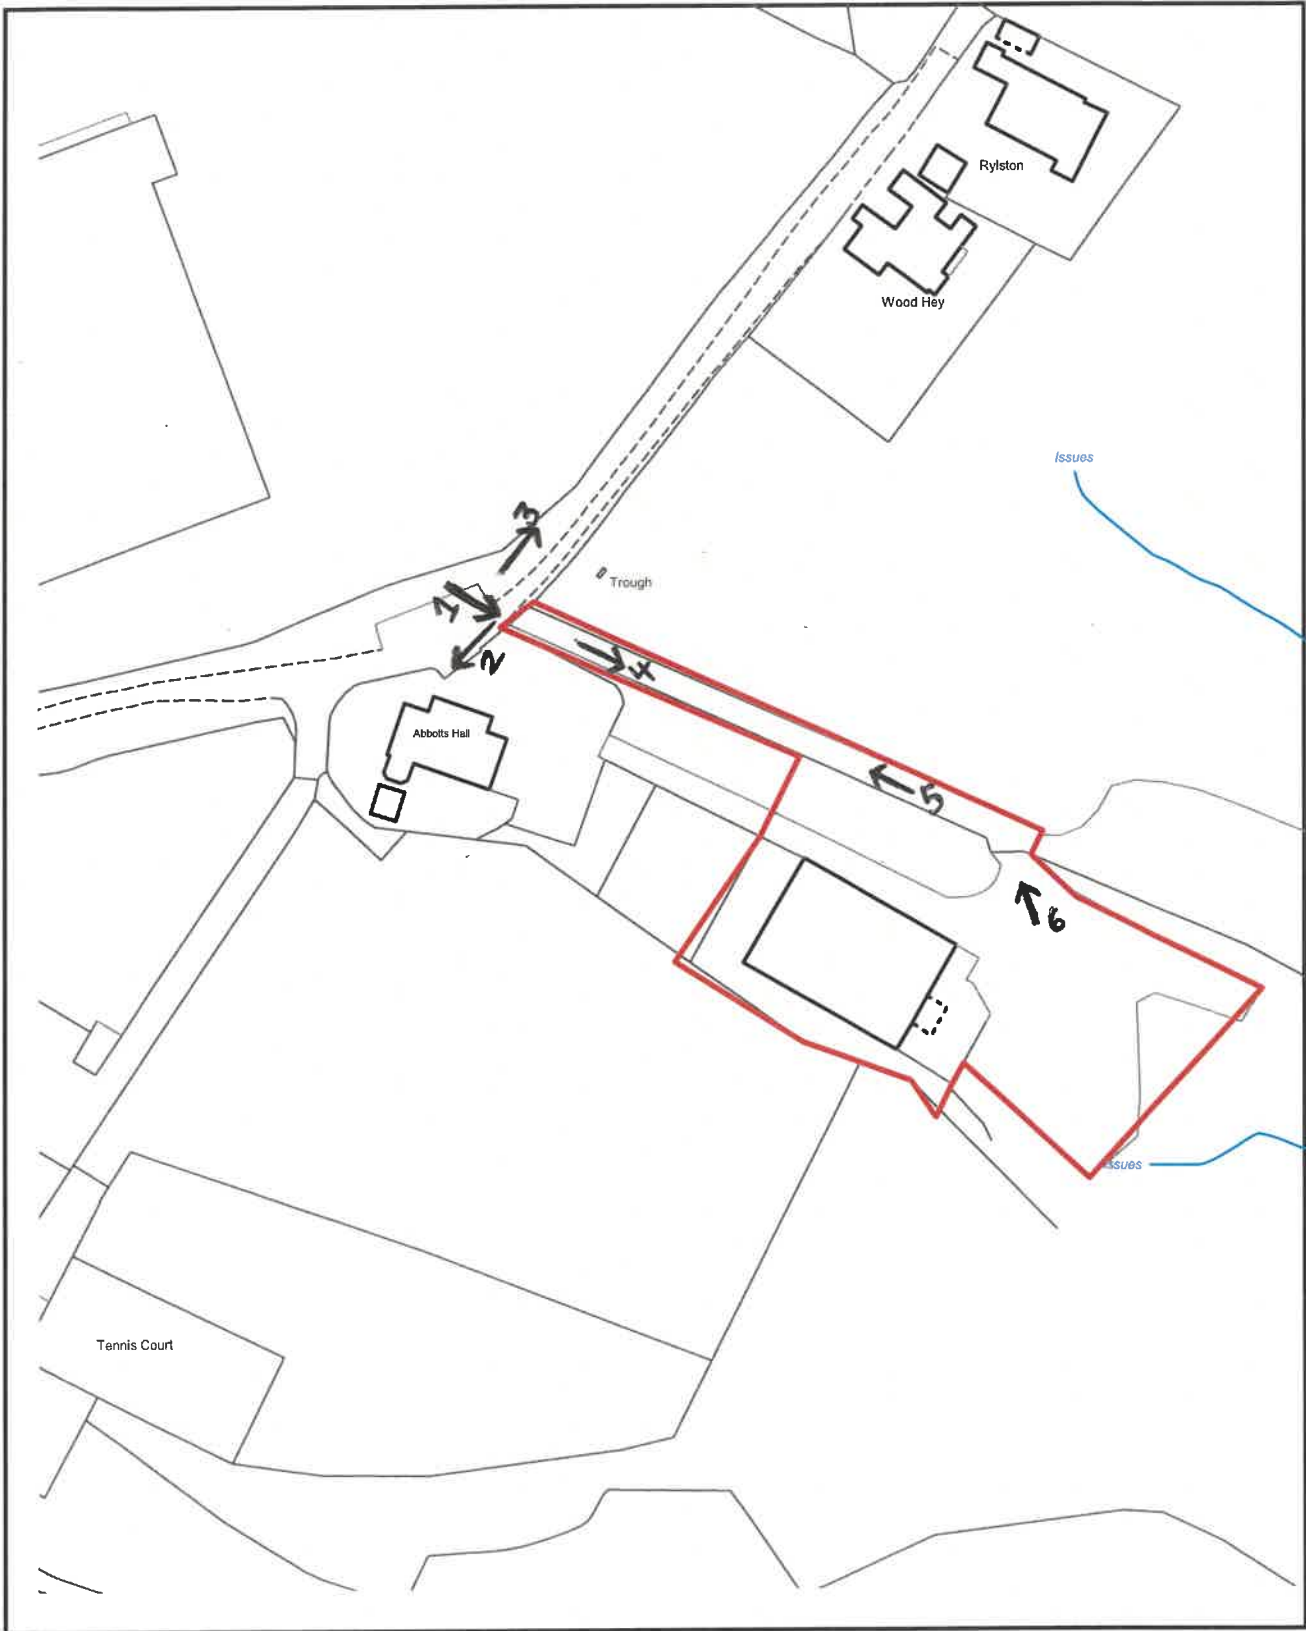 Rylston
Wood Hey
Issues
3
Trough
1
2
4
Abbotts Hall
5
6
Issues
Tennis Court